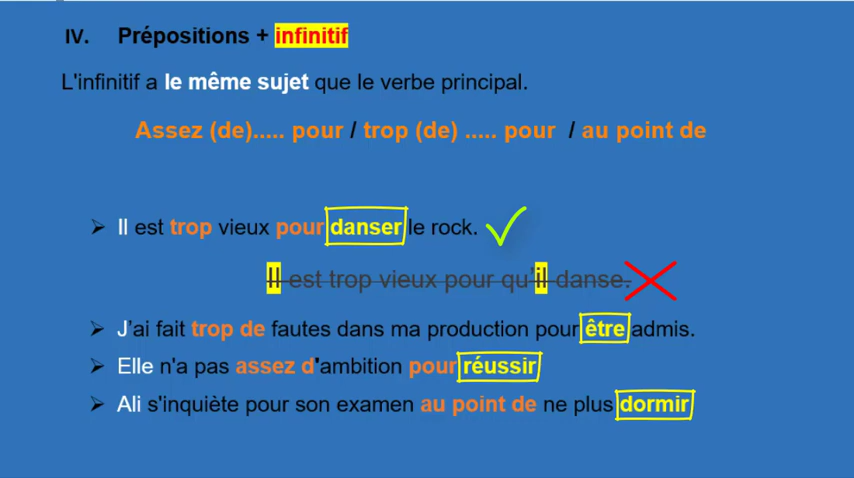 IV. Prépositions + infinitif
L'infinitif a le même sujet que le verbe principal.
Assez (de)..... pour / trop (de) ..... pour / au point de
➢ Il est trop vieux pour danser le rock.
Il est trop vieux pour qu'il danse.
➢ J'ai fait trop de fautes dans ma production pour être admis.
➢ Elle n'a pas assez d'ambition pour réussir
➢ Ali s'inquiète pour son examen au point de ne plus dormir